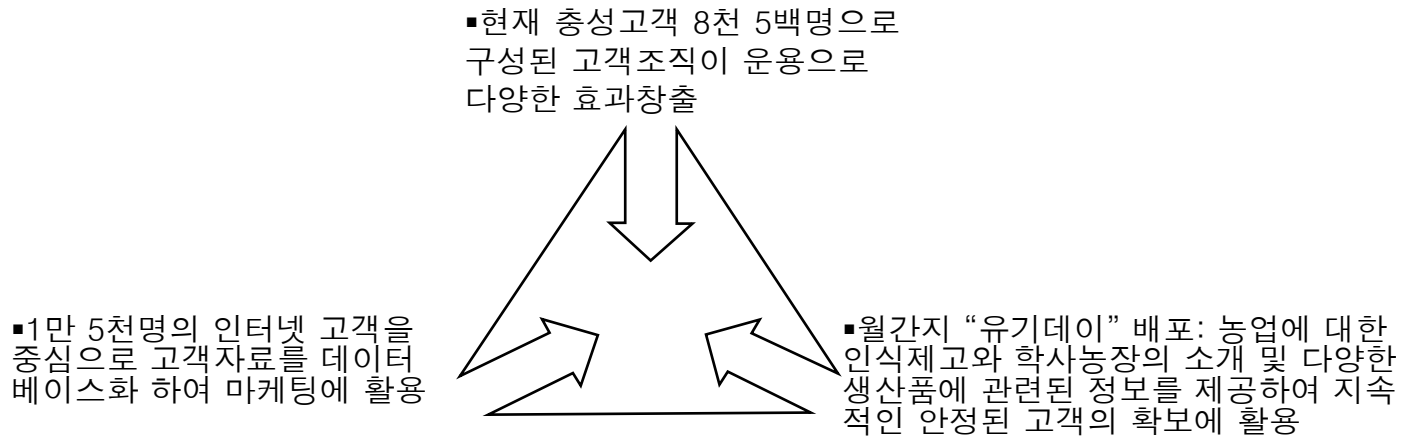 ▪현재 충성고객 8천 5백명으로
구성된 고객조직이 운용으로
다양한 효과창출
▪1만 5천명의 인터넷 고객을
중심으로 고객자료를 데이터
베이스화 하여 마케팅에 활용
▪월간지 “유기데이” 배포: 농업에 대한
인식제고와 학사농장의 소개 및 다양한
생산품에 관련된 정보를 제공하여 지속
적인 안정된 고객의 확보에 활용